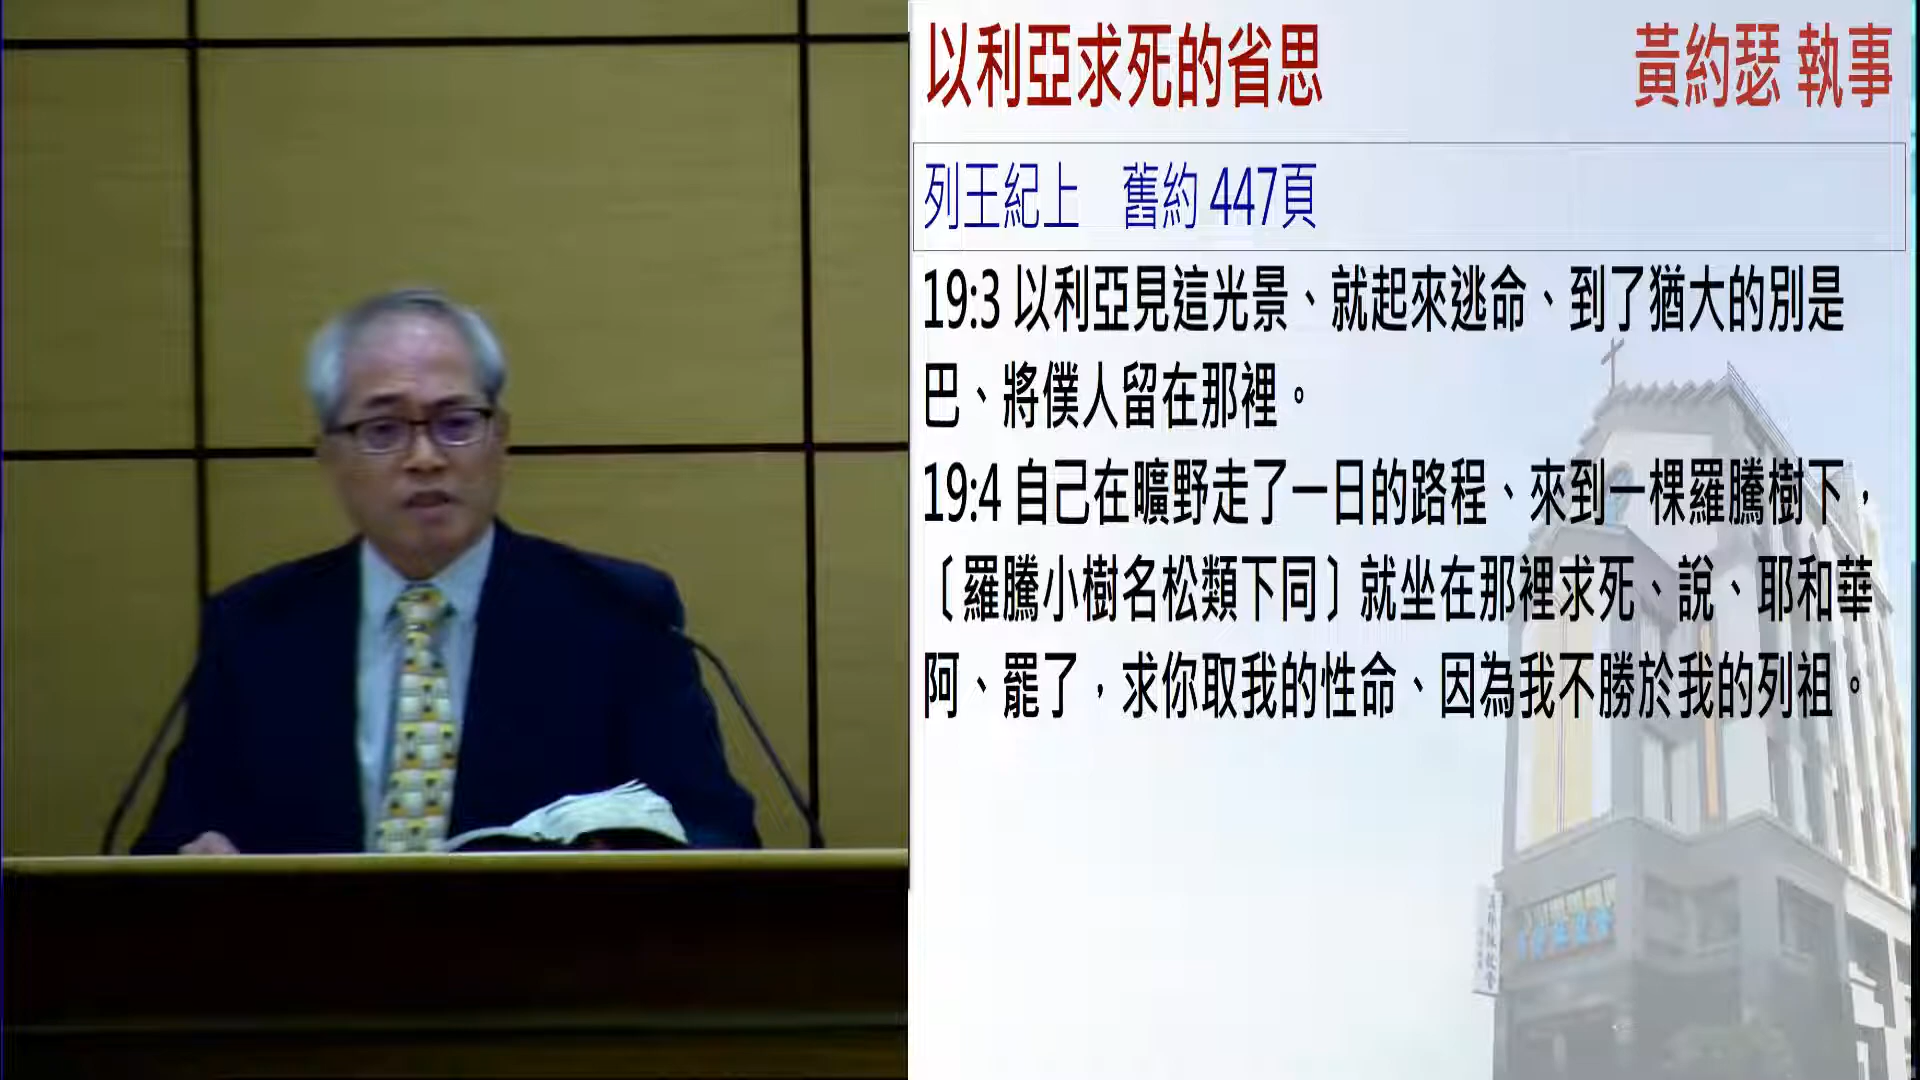 以利亞求死的省思
黃約瑟 執事
列王紀上 舊約 447頁
19:3 以利亞見這光景、就起來逃命、到了猶大的別是
巴、將僕人留在那裡。
19:4 自己在曠野走了一日的路程、來到一棵羅騰樹下，
〔羅騰小樹名松類下同〕就坐在那裡求死、說、耶和華
阿、罷了，求你取我的性命、因為我不勝於我的列祖。